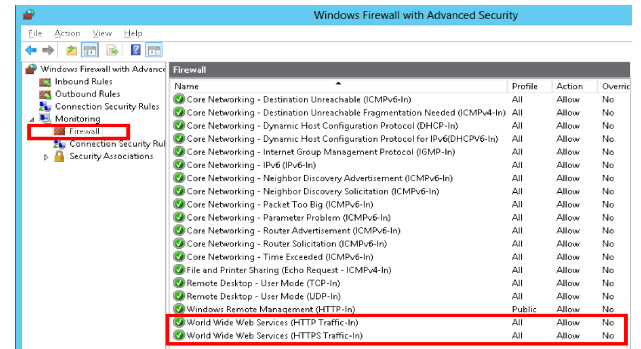 Windows Firewall with Advanced Security
File Action View Help
Windows Firewall with Advance
Inbound Rules
Outbound Rules
Connection Security Rules
Monitoring
Firewall
Connection Security Rul
Security Associations
Firewall
Name Profile Action Overric
Core Networking - Destination Unreachable (ICMPv6-In) All Allow No
Core Networking - Destination Unreachable Fragmentation Needed (ICMPv4-In) All Allow No
Core Networking - Dynamic Host Configuration Protocol (DHCP-In) All Allow No
Core Networking - Dynamic Host Configuration Protocol for IPv6(DHCPV6-In) All Allow No
Core Networking - Internet Group Management Protocol (IGMP-In) All Allow No
Core Networking - IPv6 (IPv6-In) All Allow No
Core Networking - Neighbor Discovery Advertisement (ICMPv6-In) All Allow No
Core Networking - Neighbor Discovery Solicitation (ICMPv6-In) All Allow No
Core Networking - Packet Too Big (ICMPv6-In) All Allow No
Core Networking - Parameter Problem (ICMPv6-In) All Allow No
Core Networking - Router Advertisement (ICMPv6-In) All Allow No
Core Networking - Router Solicitation (ICMPv6-In) All Allow No
Core Networking - Time Exceeded (ICMPv6-In) All Allow No
File and Printer Sharing (Echo Request - ICMPv4-In) All Allow No
Remote Desktop - User Mode (TCP-In) All Allow No
Remote Desktop - User Mode (UDP-In) All Allow No
Windows Remote Management (HTTP-In) Public Allow No
World Wide Web Services (HTTP Traffic-In) All Allow No
World Wide Web Services (HTTPS Traffic-In) All Allow No